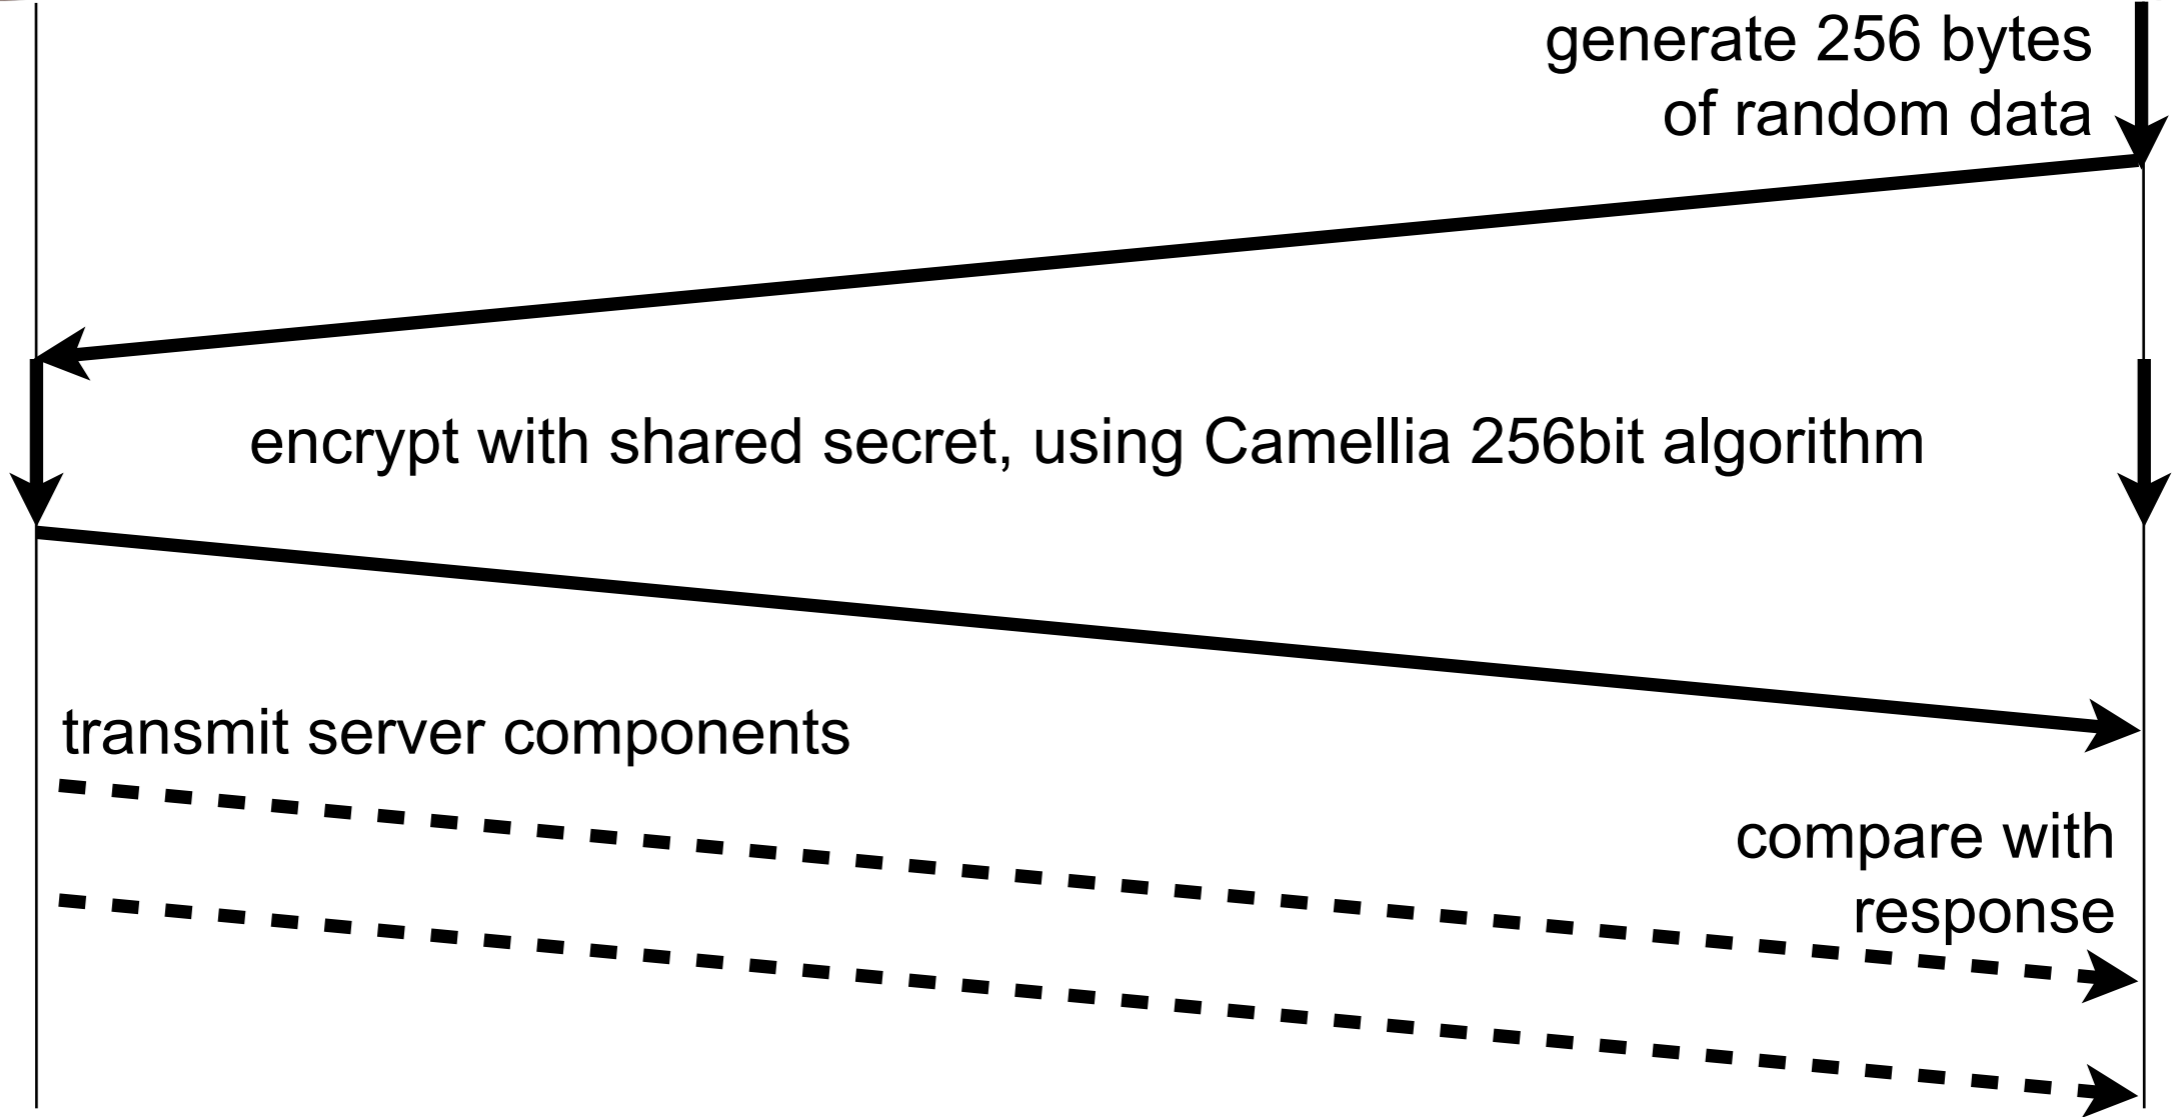 generate 256 bytes
of random data
encrypt with shared secret, using Camellia 256bit algorithm
transmit server components
compare with
response